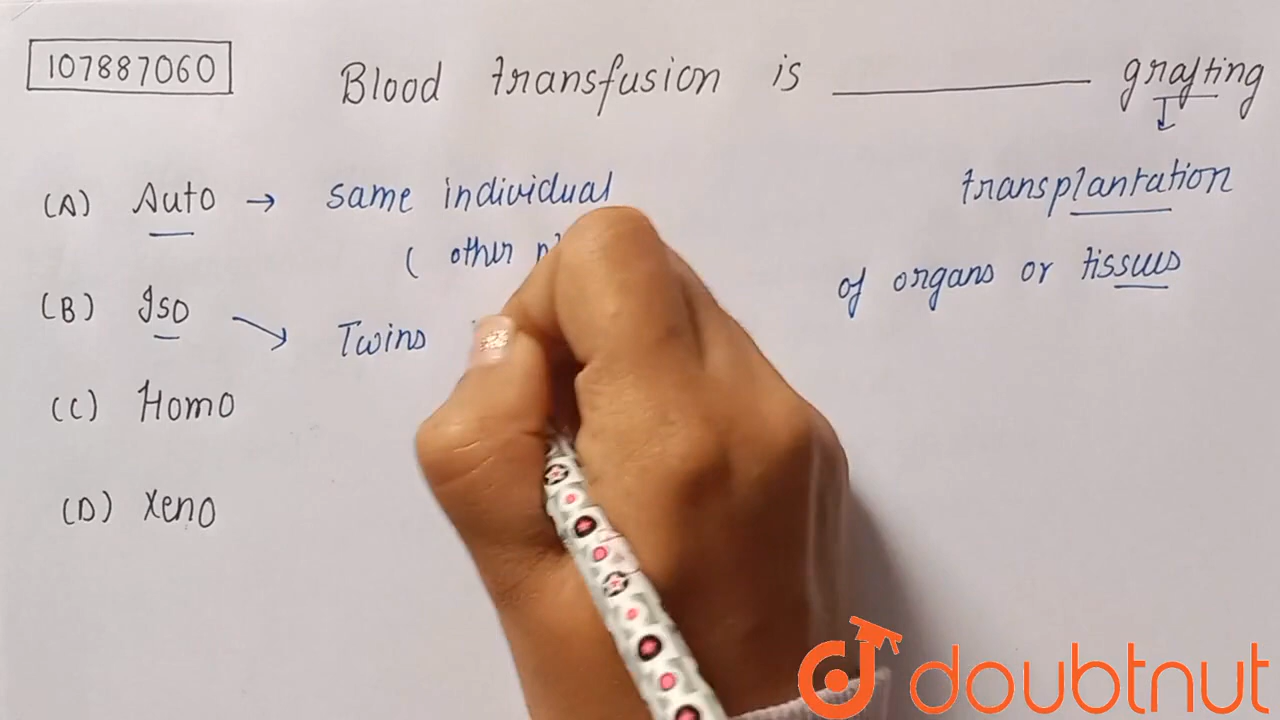 107887060
Blood transfusion is ________ grafting
transplantation
of organs or tissues
(A) Auto → same individual
( other
(B) Iso
Twins
(C) Homo
(D) Xeno
doubtnut